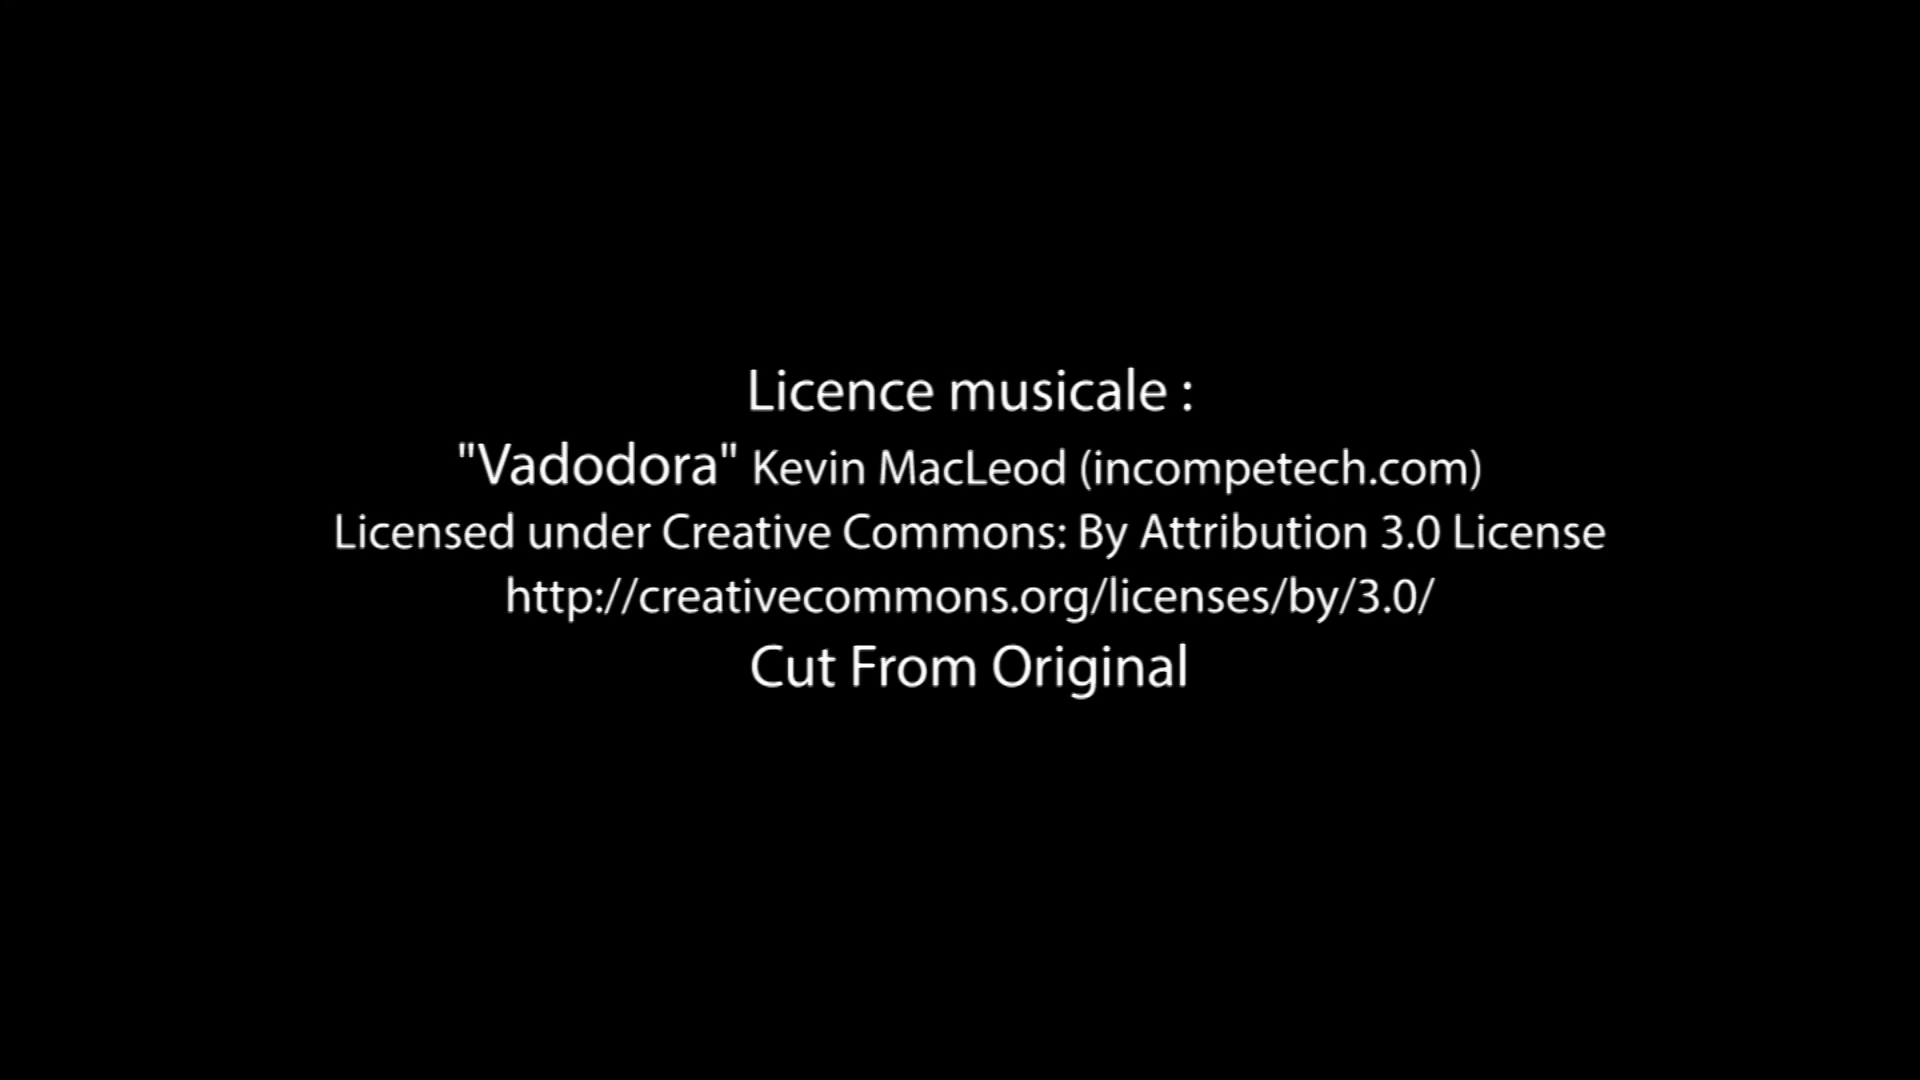 Licence musicale :
"Vadodora" Kevin MacLeod (incompetech.com)
Licensed under Creative Commons: By Attribution 3.0 License
http://creativecommons.org/licenses/by/3.0/
Cut From Original